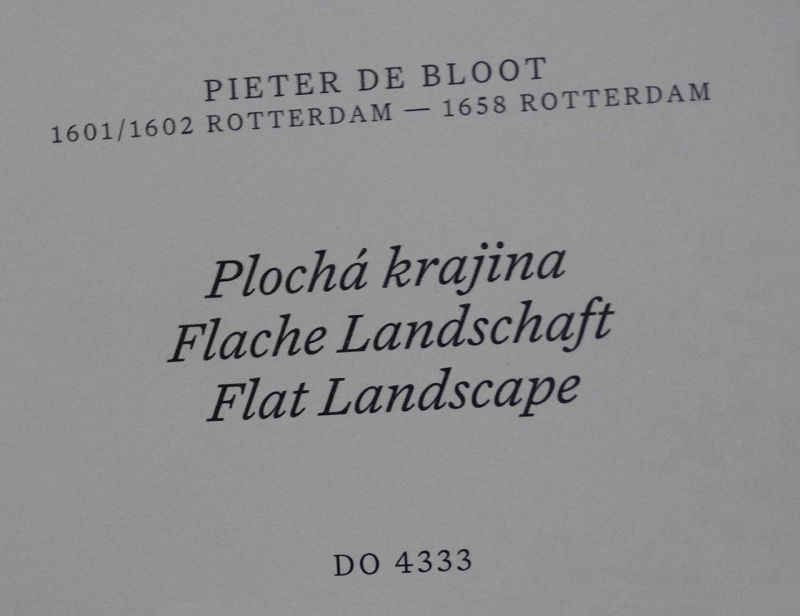 PIETER DE BLOOT
1601/1602 ROTTERDAM — 1658 ROTTERDAM
Plochá krajina
Flache Landschaft
Flat Landscape
DO 4333